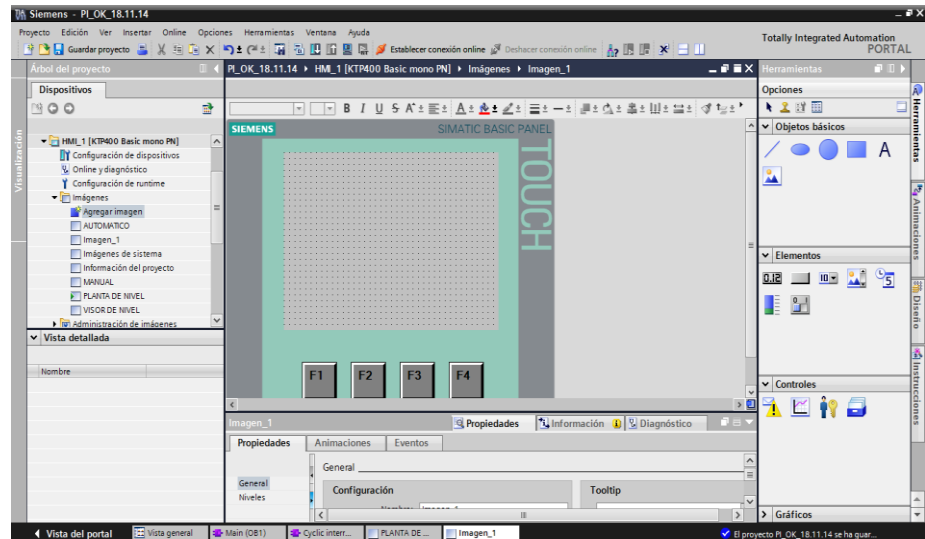 Siemens - PI_OK_18.11.14
Proyecto Edición Ver Insertar Online Opciones Herramientas Ventana Ayuda
Totally Integrated Automation
PORTAL
Guardar proyecto
Establecer conexión online
Deshacer conexión online
Árbol del proyecto
PI_OK_18.11.14 HMI_1 [KTP400 Basic mono PN] Imágenes Imagen_1
Herramientas
Dispositivos
Opciones
B I U S A
Visualización
HMI_1 [KTP400 Basic mono PN]
Configuración de dispositivos
Online y diagnóstico
Configuración de runtime
Imágenes
Agregar imagen
AUTOMATICO
Imagen_1
Imágenes de sistema
Información del proyecto
MANUAL
PLANTA DE NIVEL
VISOR DE NIVEL
Administración de imágenes
Vista detallada
Nombre
SIEMENS
SIMATIC BASIC PANEL
TOUCH
F1 F2 F3 F4
Objetos básicos
A
Elementos
0.12 10 5
Controles
Gráficos
Herramientas
Animaciones
Diseño
Instrucciones
Imagen_1
Propiedades Información Diagnóstico
Propiedades Animaciones Eventos
General
Niveles
General
Configuración
Tooltip
Vista del portal
Vista general
Main (OB1)
Cyclic interr...
PLANTA DE ...
Imagen_1
El proyecto PI_OK_18.11.14 se ha guar...